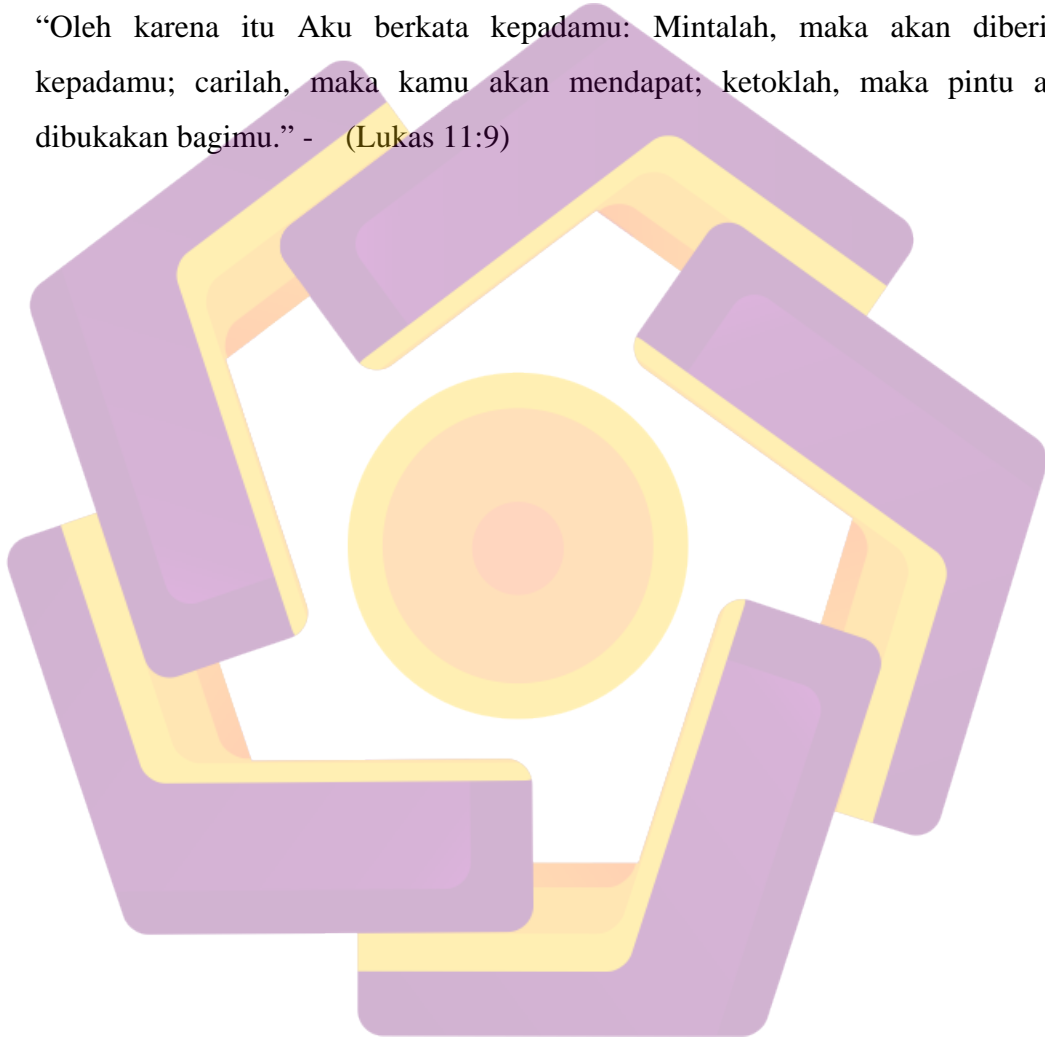 “Oleh karena itu Aku berkata kepadamu: Mintalah, maka akan diberi
kepadamu; carilah, maka kamu akan mendapat; ketoklah, maka pintu a
dibukakan bagimu.” - (Lukas 11:9)